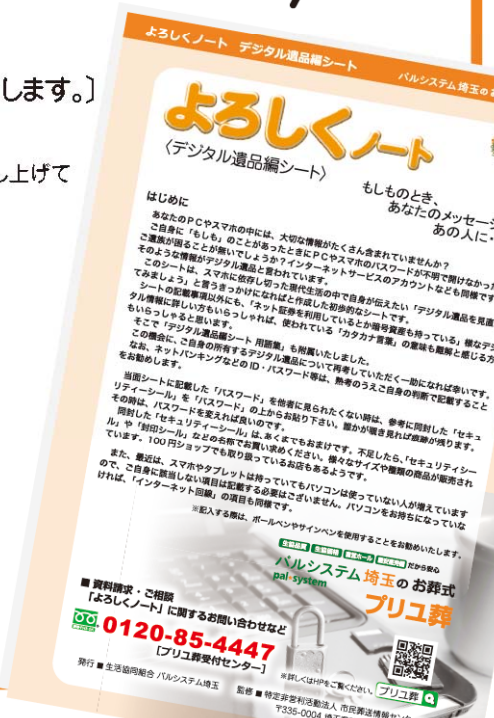 します。〕
し上げて
よろしくノート デジタル遺品編シート
パルシステム埼玉の
よろしくノート
〈デジタル遺品編シート〉
もしものとき、
あなたのメッセー
あの人に
はじめに
あなたのPCやスマホの中には、大切な情報がたくさん含まれていませんか?
ご自身に「もしも」のことがあったときにPCやスマホのパスワードが不明で開けなかっ
ご遺族が困ることが無いでしょうか?インターネットサービスのアカウントなども同様です
そのような情報がデジタル遺品と言われています。
このシートは、スマホに依存し切った現代生活の中で自身が伝えたい「デジタル遺品を見直
てみましょう」と言うきっかけになればと作成した初歩的なシートです。
シートの記載事項以外にも、「ネット証券を利用しているとか暗号資産も持っている」様なデジ
タル情報に詳しい方もいらっしゃれば、使われている「カタカナ言葉」の意味も難解と感じる方
もいらっしゃると思います。
そこで「デジタル遺品編シート 用語集」も附属いたしました。
この機会に、ご自身の所有するデジタル遺品について再考していただく一助になれば幸いです。
なお、ネットバンキングなどのID・パスワード等は、熟考のうえご自身の判断で記載すること
をお勧めします。
当面シートに記載した「パスワード」を他者に見られたくない時は、参考に同封した「セキュ
リティーシール」を「パスワード」の上からお貼り下さい。誰かが覗き見れば痕跡が残ります。
その時は、パスワードを変えれば良いのです。
同封した「セキュリティーシール」は、あくまでもおまけです。不足したら、「セキュリティシー
ル」や「封印シール」などの名称でお買い求めください。様々なサイズや種類の商品が販売され
ています。100円ショップでも取り扱っているお店もあるようです。
また、最近は、スマホやタブレットは持っていてもパソコンは使っていない人が増えています
ので、ご自身に該当しない項目は記載する必要はございません。パソコンをお持ちになっていな
ければ、「インターネット回線」の項目も同様です。
※記入する際は、ボールペンやサインペンを使用することをお勧めいたします。
だから安心
パルシステム埼玉のお葬式
pal*system
プリエ葬
■ 資料請求・ご相談
「よろしくノート」に関するお問い合わせなど
0120-85-4447
[プリエ葬受付センター]
※詳しくはHPをご覧ください。 プリエ葬
発行 ■ 生活協同組合 パルシステム埼玉
監修 ■ 特定非営利活動法人 市民葬送情報セン
〒335-0004 埼玉